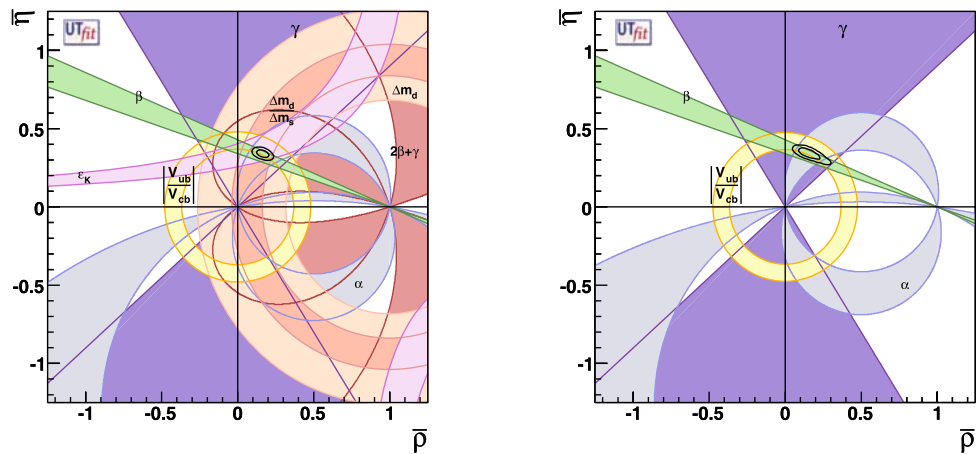 η̅
UTfit
γ
1
β
Δm_d
Δm_s
Δm_d
0.5
2β+γ
ε_K
|V_ub
V_cb|
0
-0.5
α
-1
-1 -0.5 0 0.5 1
ρ̅
η̅
UTfit
γ
1
β
0.5
|V_ub
V_cb|
0
-0.5
α
-1
-1 -0.5 0 0.5 1
ρ̅